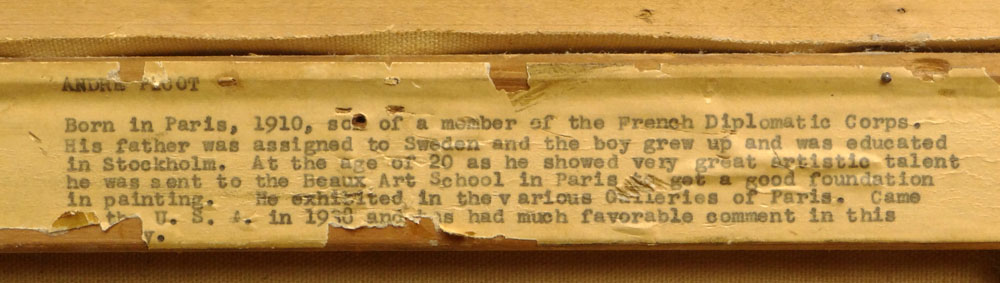 ANDRE
Born in Paris, 1910, son of a member of the French Diplomatic Corps.
His father was assigned to Sweden and the boy grew up and was educated
in Stockholm. At the age of 20 as he showed very great Artistic talent
he was sent to the Beaux Art School in Paris to get a good foundation
in painting. He exhibited in the various Galleries of Paris. Came
the U. S. A. in and has had much favorable comment in this
y.